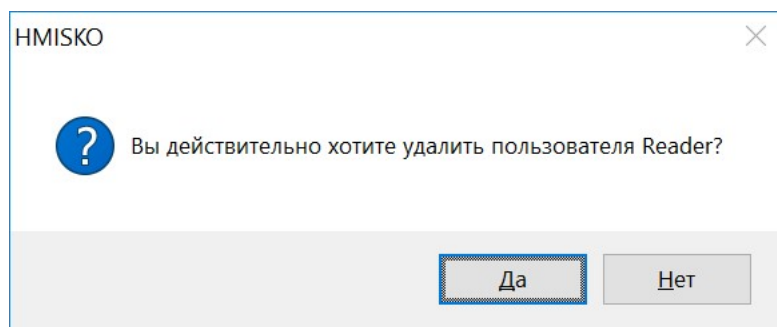 HMISKO
Вы действительно хотите удалить пользователя Reader?
Да Нет